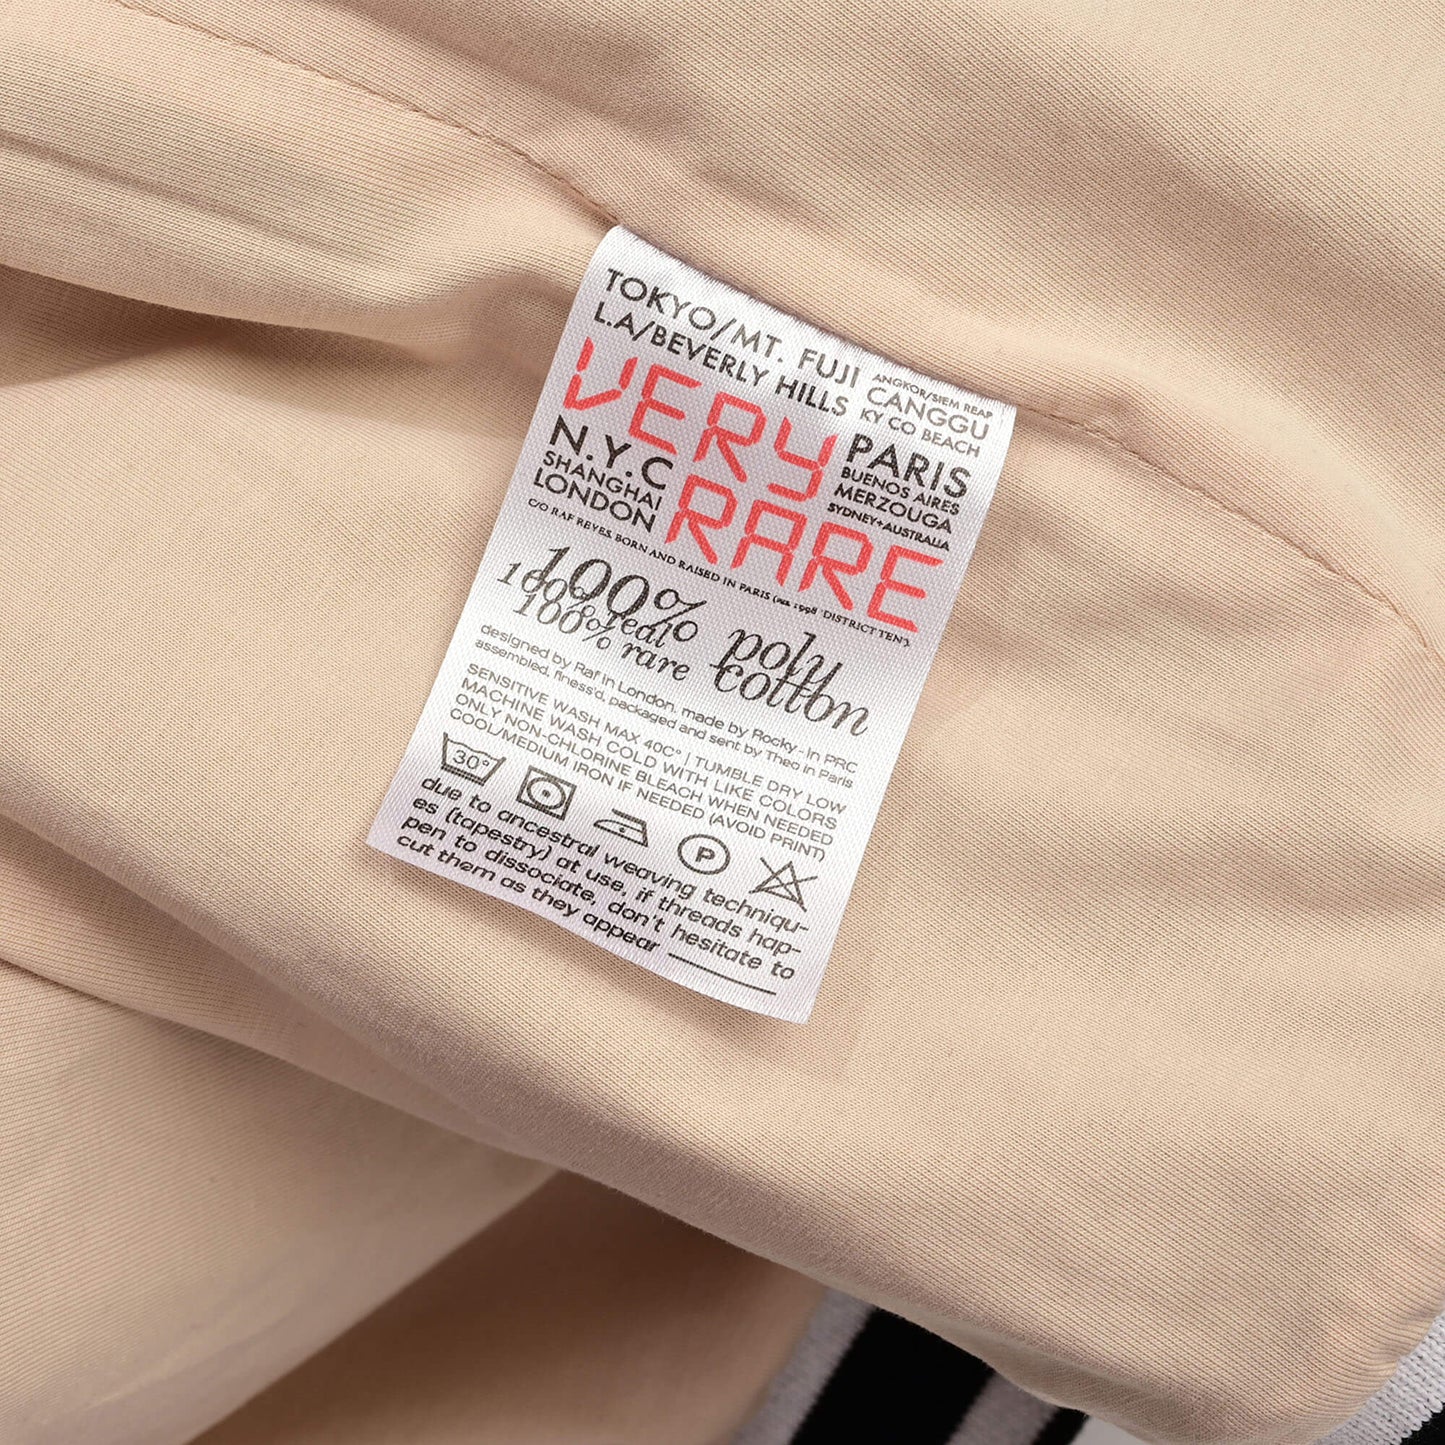 TOKYO/MT. FUJI
L.A/BEVERLY HILLS
ANGKOR/SIEM REAP
CANGGU
KY CO BEACH
VERY
RARE
N.Y.C
SHANGHAI
LONDON
PARIS
BUENOS AIRES
MERZOUGA
SYDNEY+AUSTRALIA
C/O RAF REYES, BORN AND RAISED IN PARIS 1998 'DISTRICT TEN'
100% poly
cotton
100% real
100% rare
designed by Raf in London, made by Rocky - in PRC
assembled, finess'd, packaged and sent by Theo in Paris
SENSITIVE WASH MAX 40C° | TUMBLE DRY LOW
MACHINE WASH COLD WITH LIKE COLORS
ONLY NON-CHLORINE BLEACH WHEN NEEDED
COOL/MEDIUM IRON IF NEEDED (AVOID PRINT)
30°
P
due to ancestral weaving techniqu-
es (tapestry) at use, if threads hap-
pen to dissociate, don't hesitate to
cut them as they appear